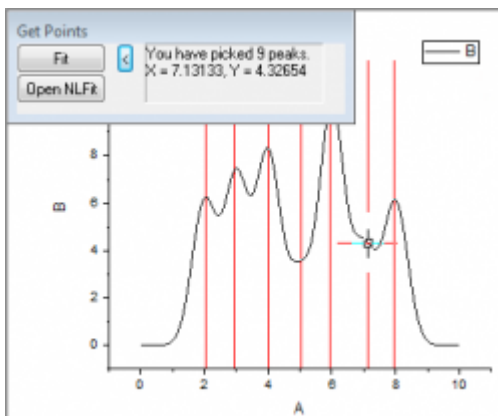 Get Points
Fit
Open NLFit
<
You have picked 9 peaks.
X = 7.13133, Y = 4.32654
B
8
6
4
2
0
B
0 2 4 6 8 10
A